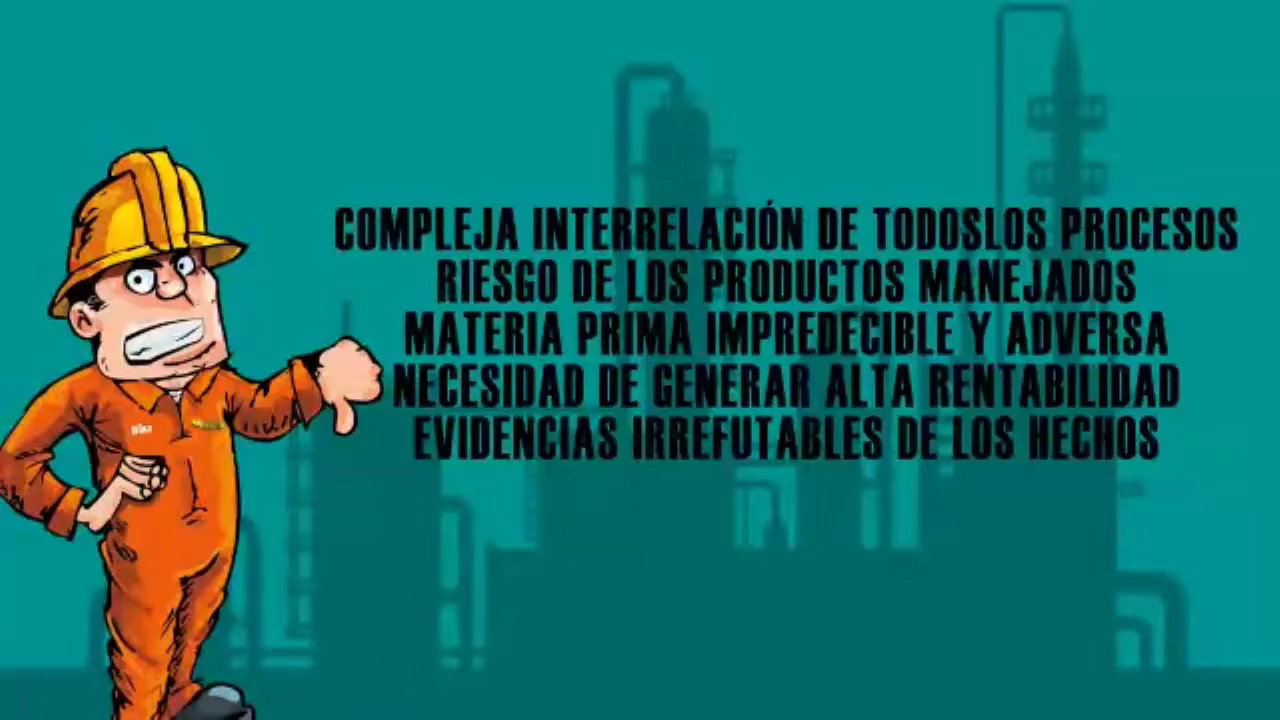 COMPLEJA INTERRELACIÓN DE TODOSLOS PROCESOS
RIESGO DE LOS PRODUCTOS MANEJADOS
MATERIA PRIMA IMPREDECIBLE Y ADVERSA
NECESIDAD DE GENERAR ALTA RENTABILIDAD
EVIDENCIAS IRREFUTABLES DE LOS HECHOS